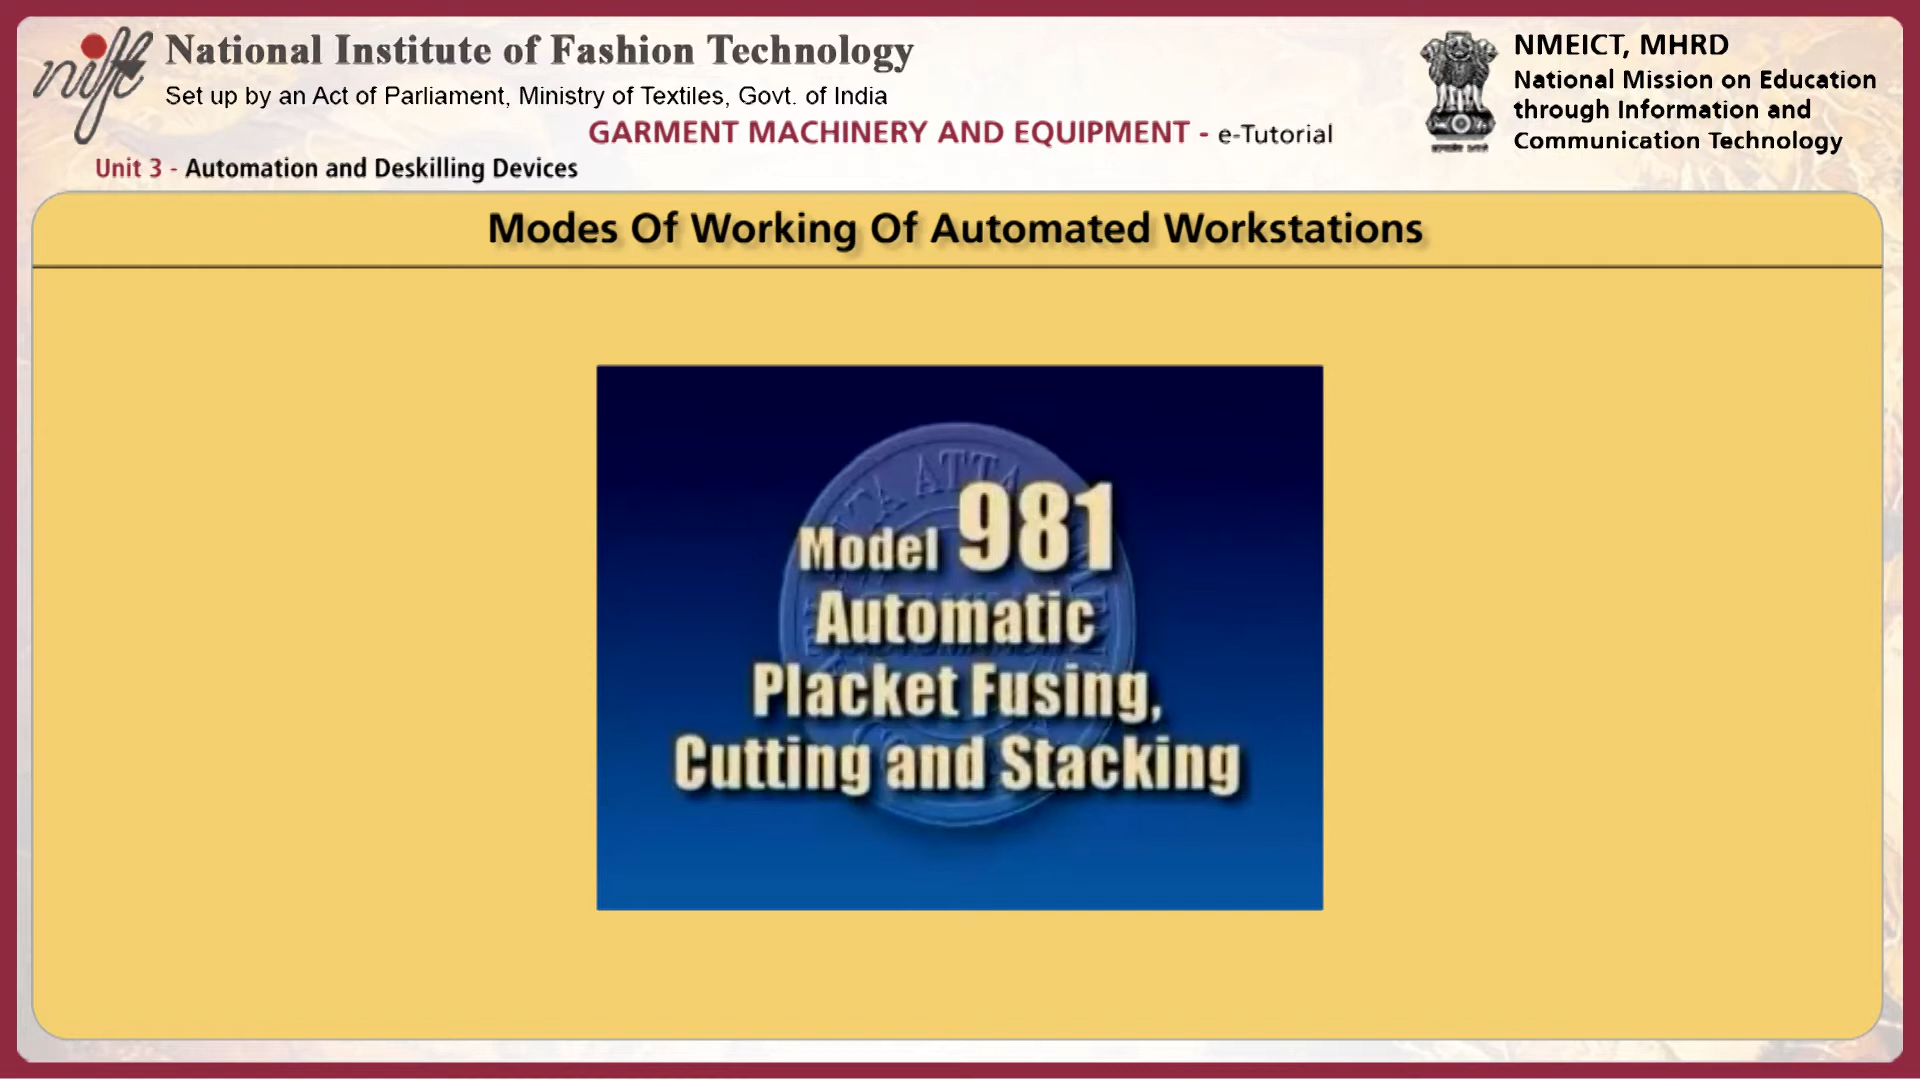 nift
National Institute of Fashion Technology
Set up by an Act of Parliament, Ministry of Textiles, Govt. of India
GARMENT MACHINERY AND EQUIPMENT - e-Tutorial
Unit 3 - Automation and Deskilling Devices
NMEICT, MHRD
National Mission on Education
through Information and
Communication Technology
Modes Of Working Of Automated Workstations
Model 981
Automatic
Placket Fusing,
Cutting and Stacking